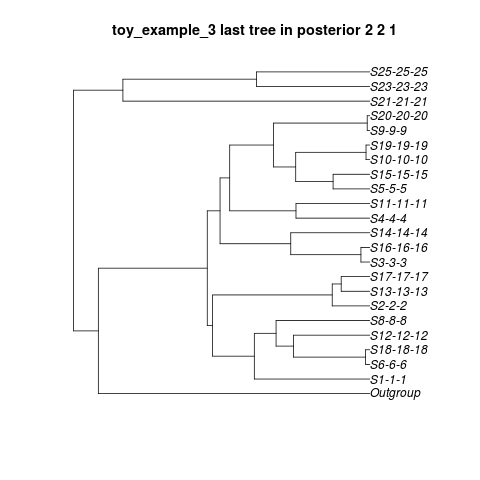 toy_example_3 last tree in posterior 2 2 1
S25-25-25
S23-23-23
S21-21-21
S20-20-20
S9-9-9
S19-19-19
S10-10-10
S15-15-15
S5-5-5
S11-11-11
S4-4-4
S14-14-14
S16-16-16
S3-3-3
S17-17-17
S13-13-13
S2-2-2
S8-8-8
S12-12-12
S18-18-18
S6-6-6
S1-1-1
Outgroup